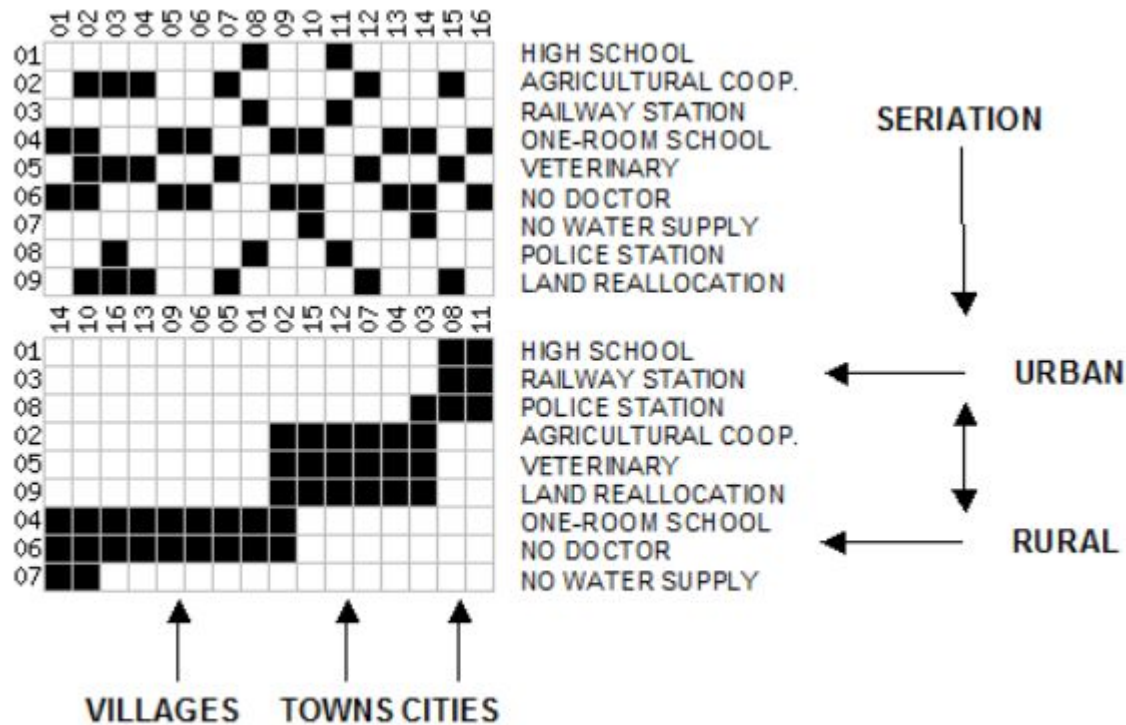 01 02 03 04 05 06 07 08 09 10 11 12 13 14 15 16
01 HIGH SCHOOL
02 AGRICULTURAL COOP.
03 RAILWAY STATION
04 ONE-ROOM SCHOOL
05 VETERINARY
06 NO DOCTOR
07 NO WATER SUPPLY
08 POLICE STATION
09 LAND REALLOCATION
SERIATION
14 10 16 13 09 06 05 01 02 15 12 07 04 03 08 11
01 HIGH SCHOOL
03 RAILWAY STATION
08 POLICE STATION
02 AGRICULTURAL COOP.
05 VETERINARY
09 LAND REALLOCATION
04 ONE-ROOM SCHOOL
06 NO DOCTOR
07 NO WATER SUPPLY
URBAN
RURAL
VILLAGES TOWNS CITIES